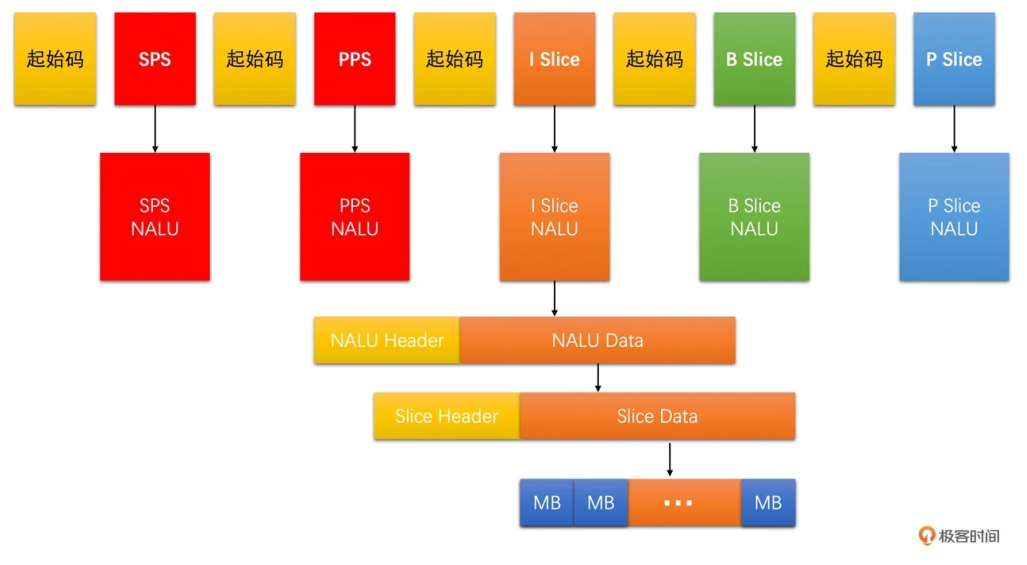 起始码
SPS
起始码
PPS
起始码
I Slice
起始码
B Slice
起始码
P Slice
SPS
NALU
PPS
NALU
I Slice
NALU
B Slice
NALU
P Slice
NALU
NALU Header
NALU Data
Slice Header
Slice Data
MB
MB
...
MB
极客时间